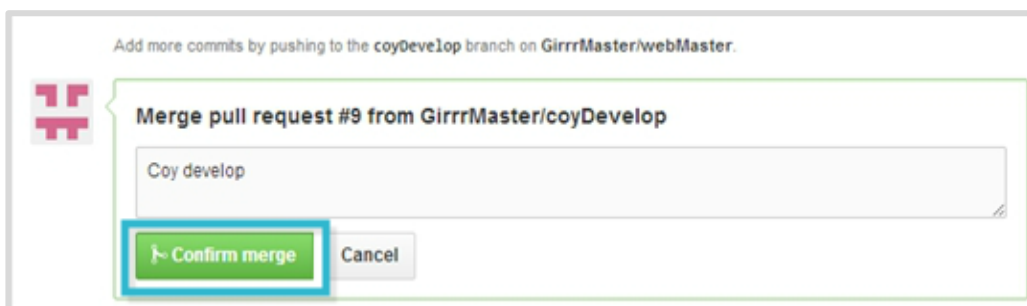 Add more commits by pushing to the coyDevelop branch on GirrrMaster/webMaster.
Merge pull request #9 from GirrrMaster/coyDevelop
Coy develop
Confirm merge
Cancel